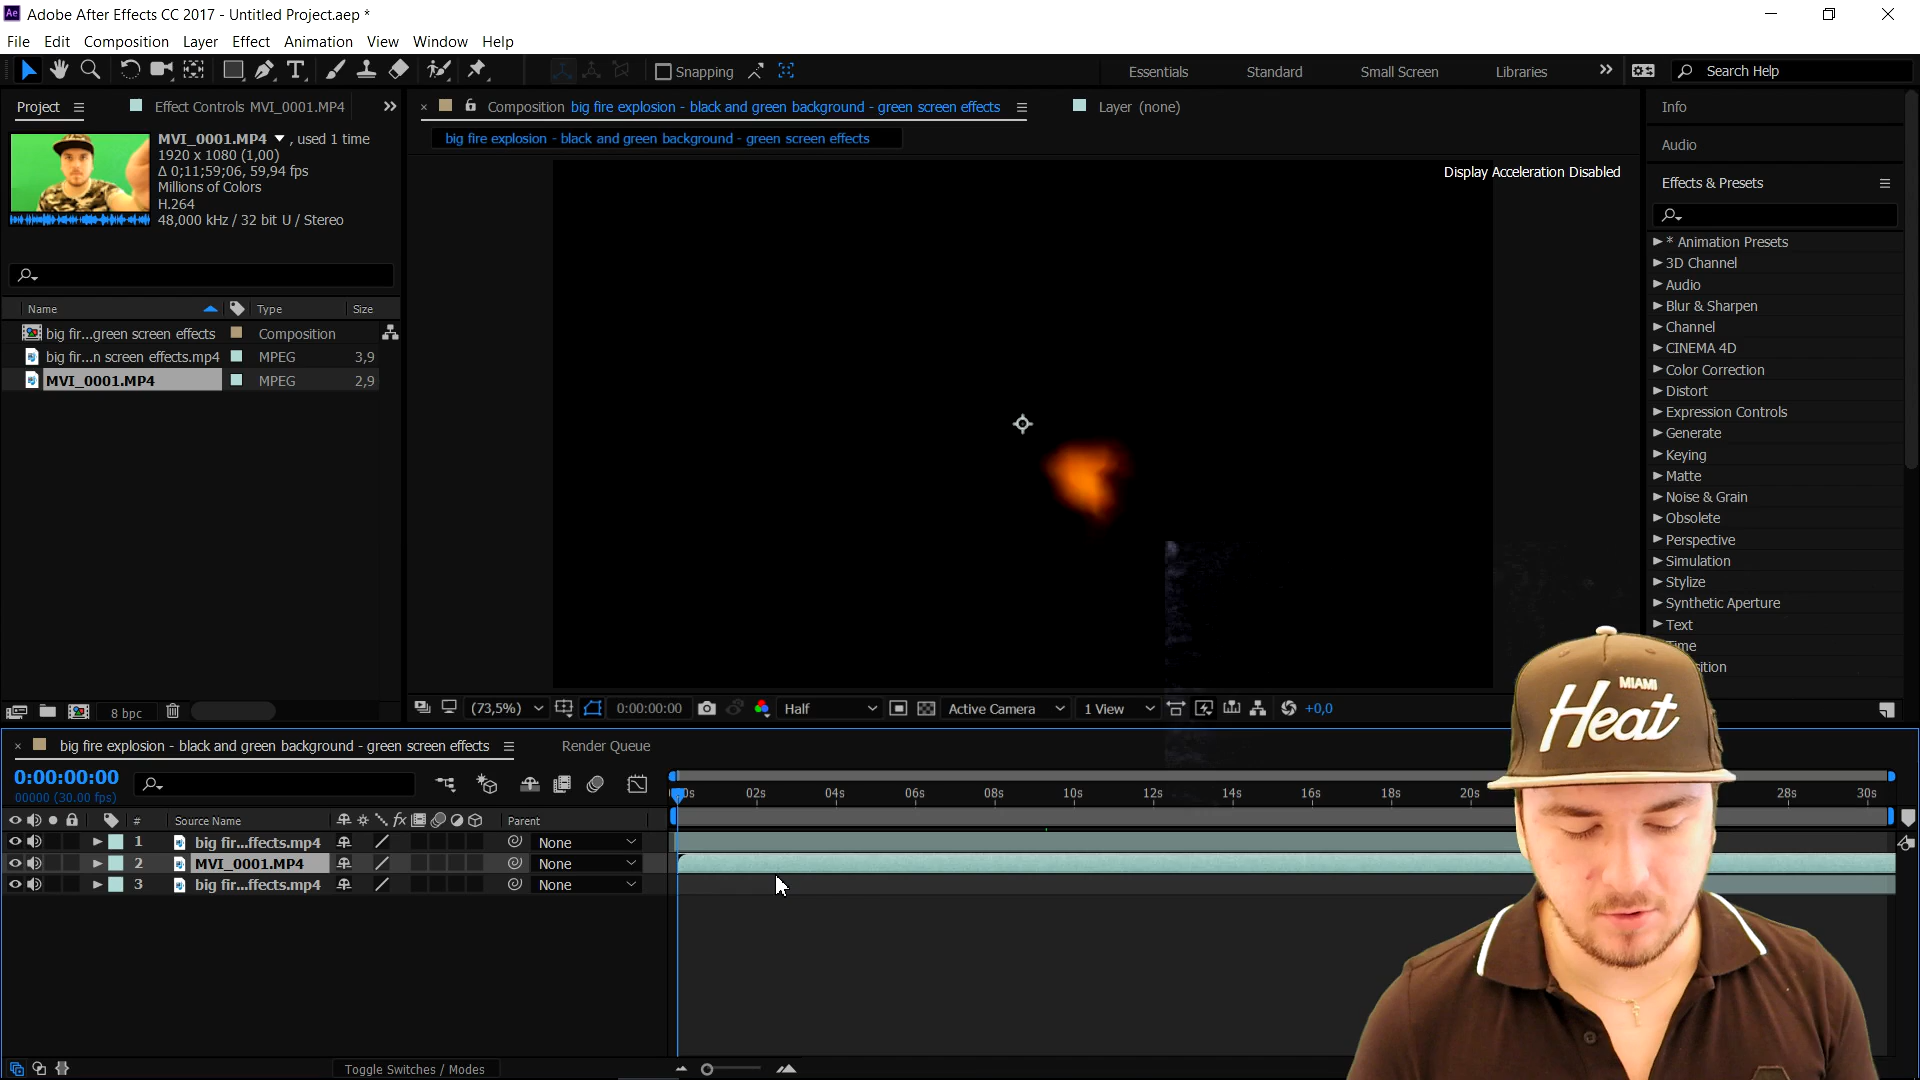 Adobe After Effects CC 2017 - Untitled Project.aep *
File Edit Composition Layer Effect Animation View Window Help
Snapping
Essentials Standard Small Screen Libraries
Search Help
Project
Effect Controls MVI_0001.MP4
Composition big fire explosion - black and green background - green screen effects
Layer (none)
big fire explosion - black and green background - green screen effects
MVI_0001.MP4 , used 1 time
1920 x 1080 (1,00)
Δ 0;11;59;06, 59,94 fps
Millions of Colors
H.264
48,000 kHz / 32 bit U / Stereo
Name Type Size
big fir...green screen effects Composition
big fir...n screen effects.mp4 MPEG 3,9
MVI_0001.MP4 MPEG 2,9
8 bpc
Display Acceleration Disabled
(73,5%) 0:00:00:00 Half Active Camera 1 View +0,0
Info
Audio
Effects & Presets
* Animation Presets
3D Channel
Audio
Blur & Sharpen
Channel
CINEMA 4D
Color Correction
Distort
Expression Controls
Generate
Keying
Matte
Noise & Grain
Obsolete
Perspective
Simulation
Stylize
Synthetic Aperture
Text
ime
ition
MIAMI
Heat
big fire explosion - black and green background - green screen effects
Render Queue
0:00:00:00
00000 (30.00 fps)
0s 02s 04s 06s 08s 10s 12s 14s 16s 18s 20s 28s 30s
# Source Name Parent
1 big fir...ffects.mp4 None
2 MVI_0001.MP4 None
3 big fir...ffects.mp4 None
Toggle Switches / Modes